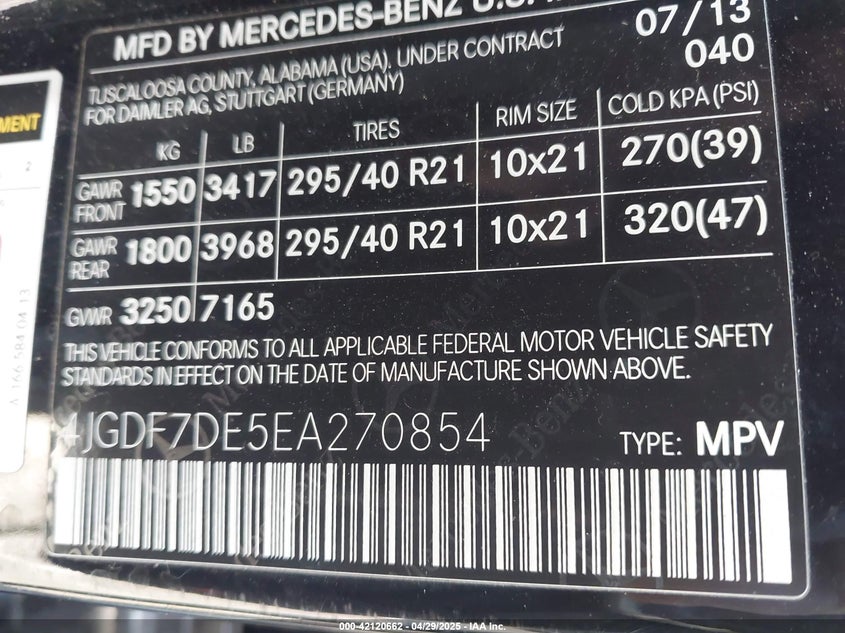 MFD BY MERCEDES-BENZ U.S.
07/13
040
TUSCALOOSA COUNTY, ALABAMA (USA), UNDER CONTRACT
FOR DAIMLER AG, STUTTGART (GERMANY)
KG LB TIRES RIM SIZE COLD KPA (PSI)
GAWR FRONT 1550 3417 295/40 R21 10x21 270(39)
GAWR REAR 1800 3968 295/40 R21 10x21 320(47)
GVWR 3250 7165
THIS VEHICLE CONFORMS TO ALL APPLICABLE FEDERAL MOTOR VEHICLE SAFETY
STANDARDS IN EFFECT ON THE DATE OF MANUFACTURE SHOWN ABOVE.
4JGDF7DE5EA270854 TYPE: MPV
A 166 584 04 13
000-42120662 - 04/29/2025 - IAA Inc.